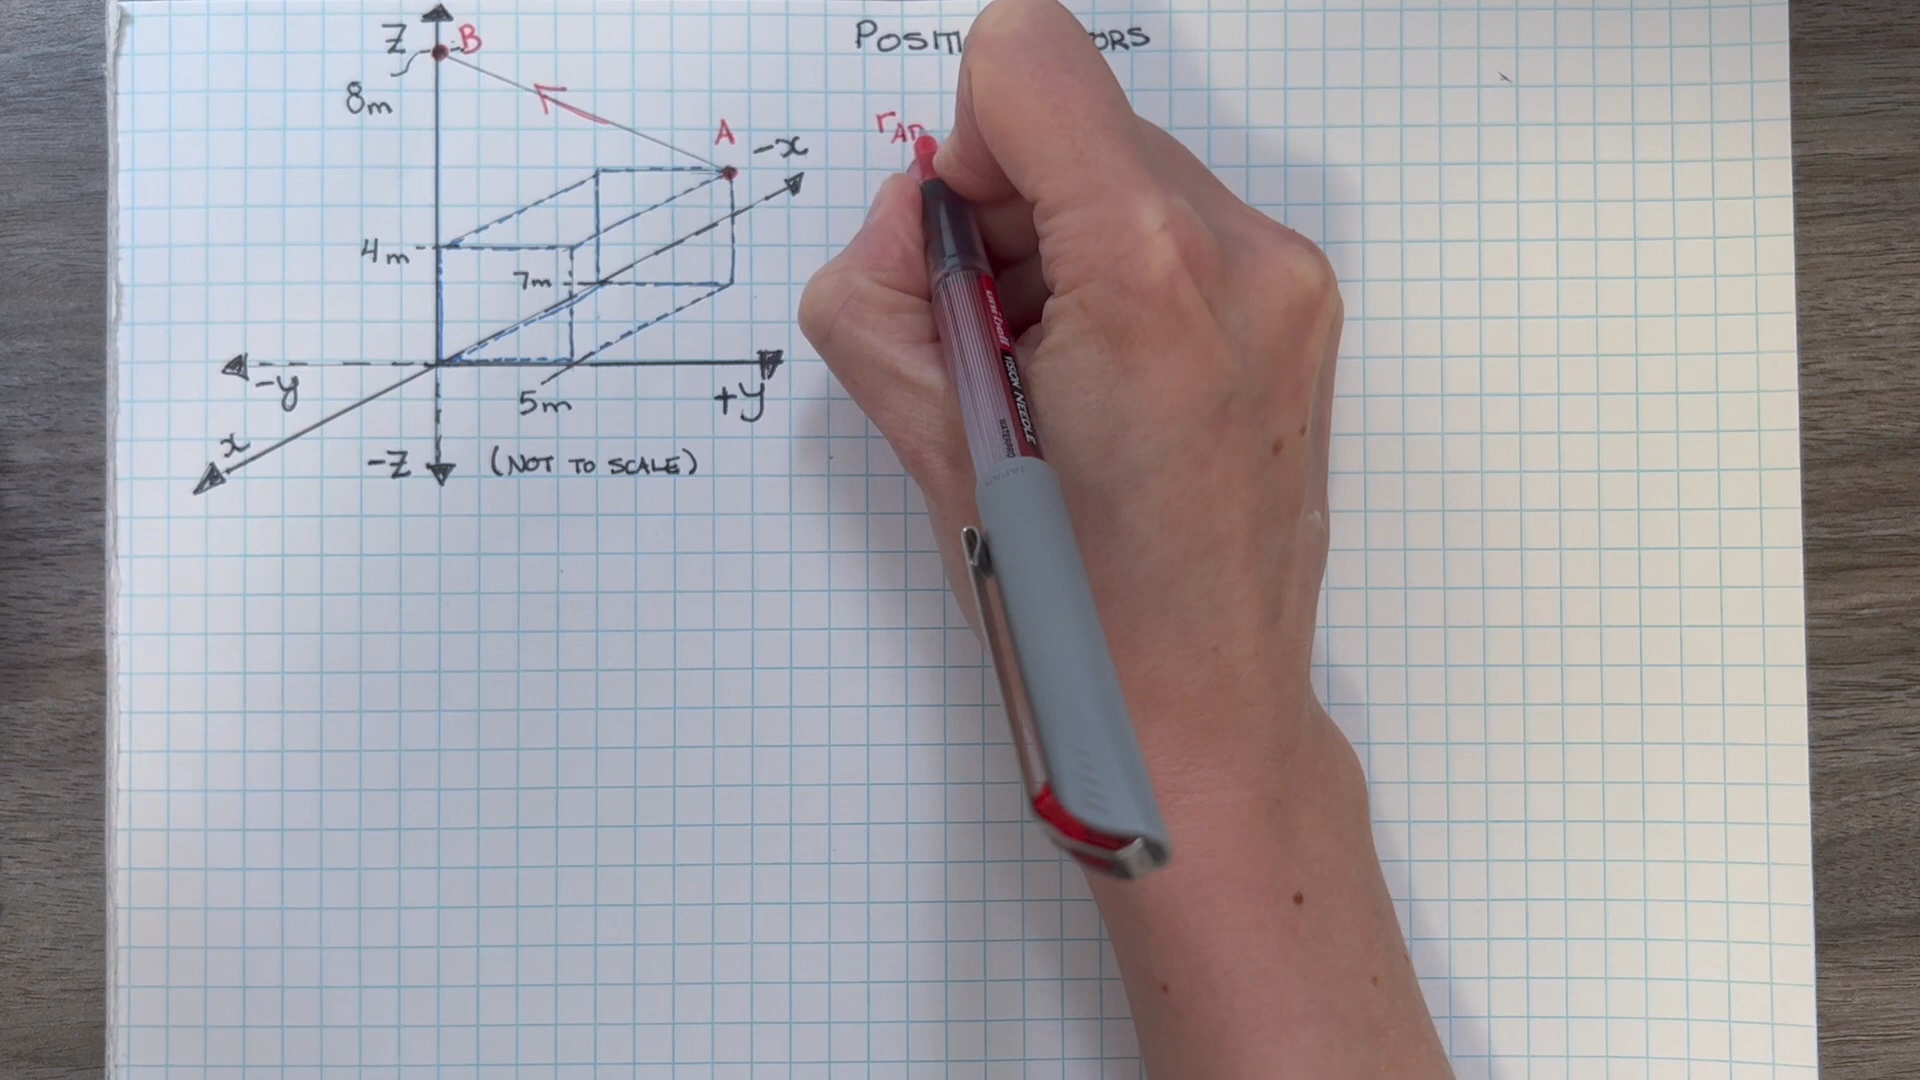 Z
B
8m
A
-x
4m
7m
-y
5m
+y
x
-Z
(NOT TO SCALE)
r
uni-ball
VISION NEEDLE